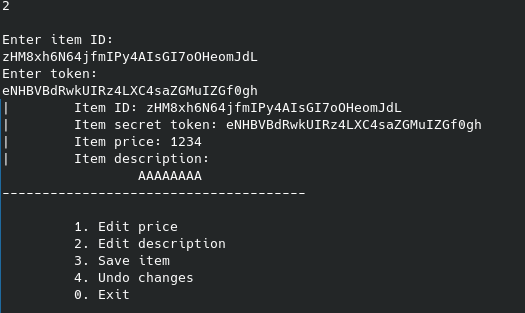 2
Enter item ID:
zHM8xh6N64jfmIPy4AIsGI7oOHeomJdL
Enter token:
eNHBVBdRwkUIRz4LXC4saZGMuIZGf0gh
|        Item ID: zHM8xh6N64jfmIPy4AIsGI7oOHeomJdL
|        Item secret token: eNHBVBdRwkUIRz4LXC4saZGMuIZGf0gh
|        Item price: 1234
|        Item description:
AAAAAAAA
--------------------------------------
1. Edit price
2. Edit description
3. Save item
4. Undo changes
0. Exit